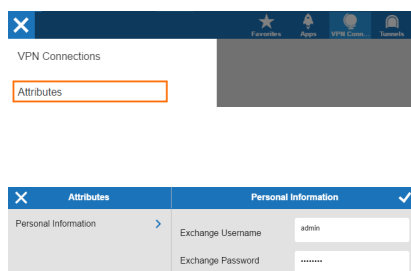 Favorites Apps VPN Conn... Tunnels
VPN Connections
Attributes
Attributes Personal Information
Personal Information
Exchange Username admin
Exchange Password ........